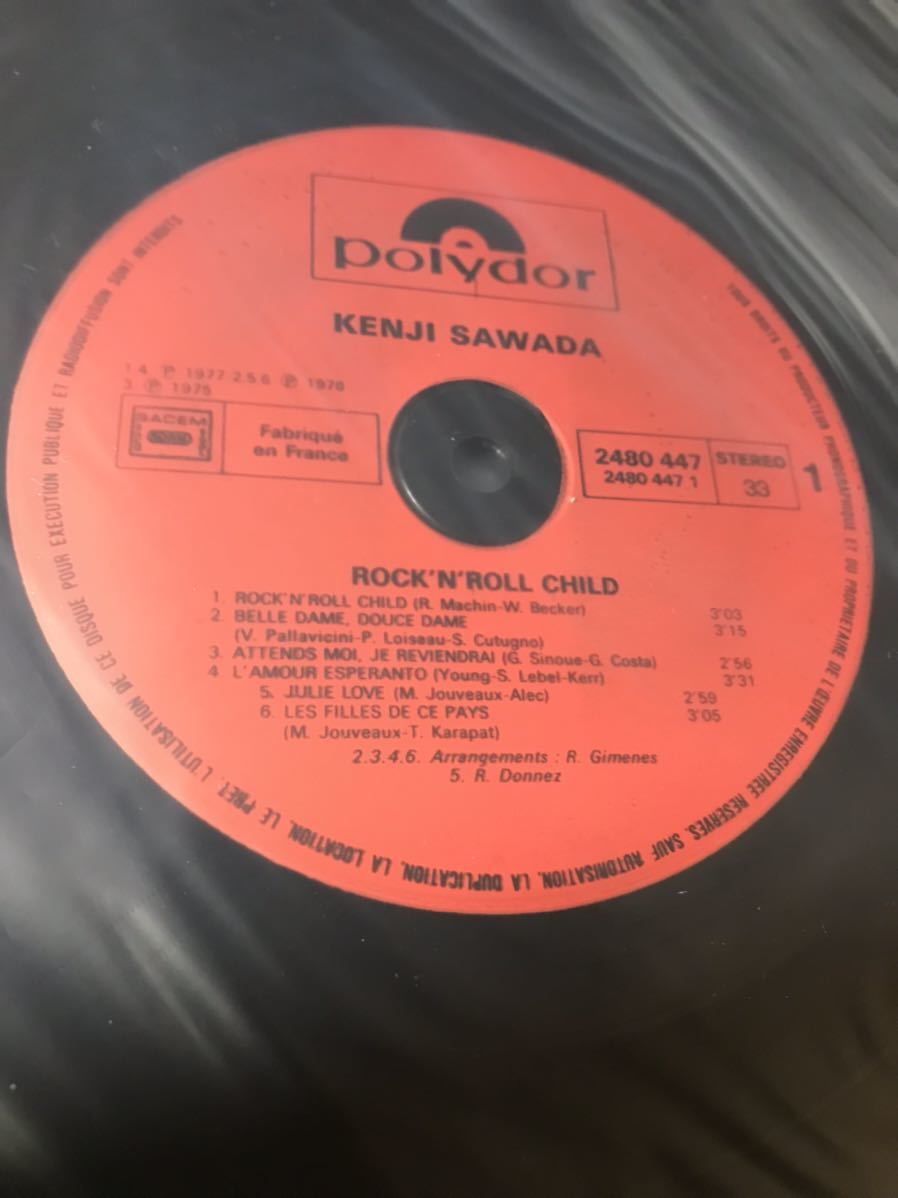 polydor
KENJI SAWADA
1 4 ℗ 1977 2.5.6 ℗ 1978
3 ℗ 1975
SACEM
Fabriqué
en France
2480 447
2480 447 1
STEREO
33
1
ROCK'N'ROLL CHILD
1. ROCK'N'ROLL CHILD (R. Machin-W. Becker) 3'03
2. BELLE DAME, DOUCE DAME 3'15
(V. Pallavicini-P. Loiseau-S. Cutugno)
3. ATTENDS MOI, JE REVIENDRAI (G. Sinoue-G. Costa) 2'56
4. L'AMOUR ESPERANTO (Young-S. Lebel-Kerr) 3'31
5. JULIE LOVE (M. Jouveaux-Alec) 2'59
6. LES FILLES DE CE PAYS 3'05
(M. Jouveaux-T. Karapat)
2.3.4.6. Arrangements : R. Gimenes
5. R. Donnez
TOUS DROITS DU PRODUCTEUR PHONOGRAPHIQUE ET DU PROPRIETAIRE DE L'ŒUVRE ENREGISTREE RESERVES. SAUF AUTORISATION, LA DUPLICATION, LA LOCATION, LE PRET, L'UTILISATION DE CE DISQUE POUR EXECUTION PUBLIQUE ET RADIODIFFUSION SONT INTERDITS